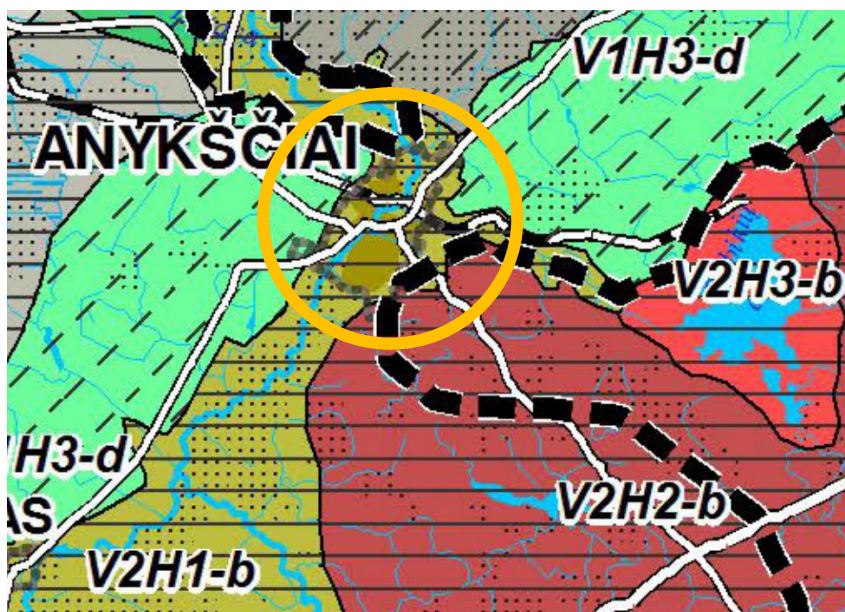 V1H3-d
ANYKŠČIAI
V2H3-b
H3-d
AS
V2H2-b
V2H1-b